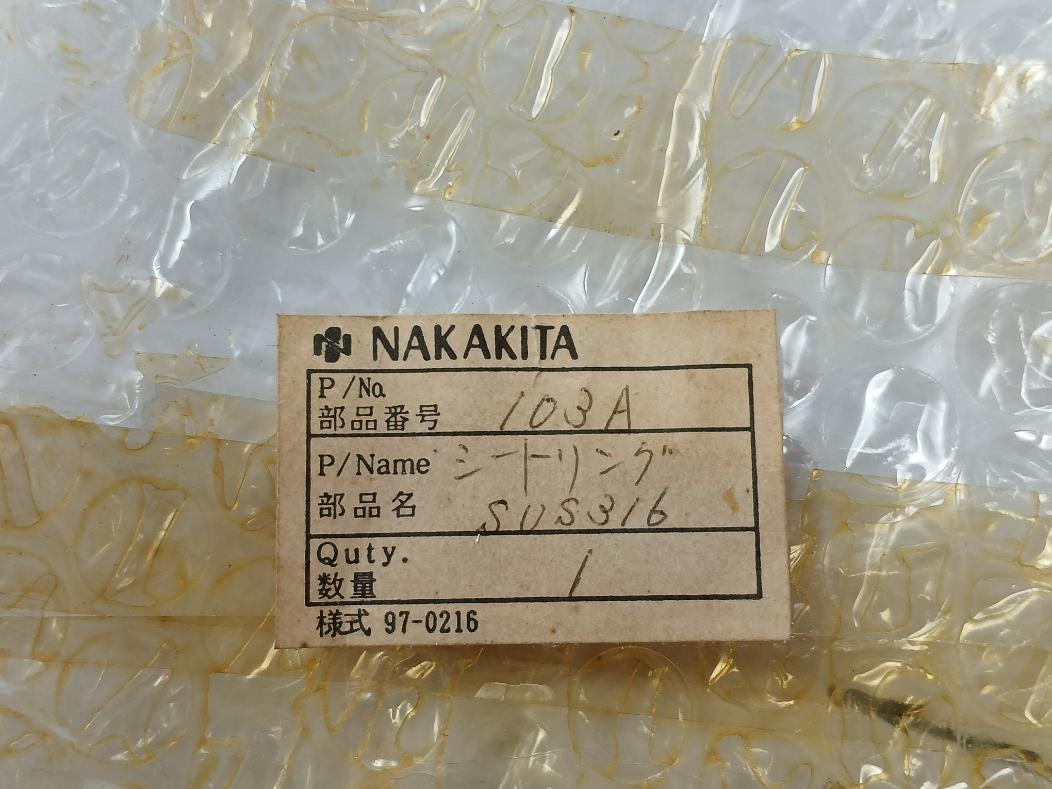 NAKAKITA
P/No.
部品番号 103A
P/Name シートリング
部品名 SUS316
Quty.
数量 1
様式 97-0216